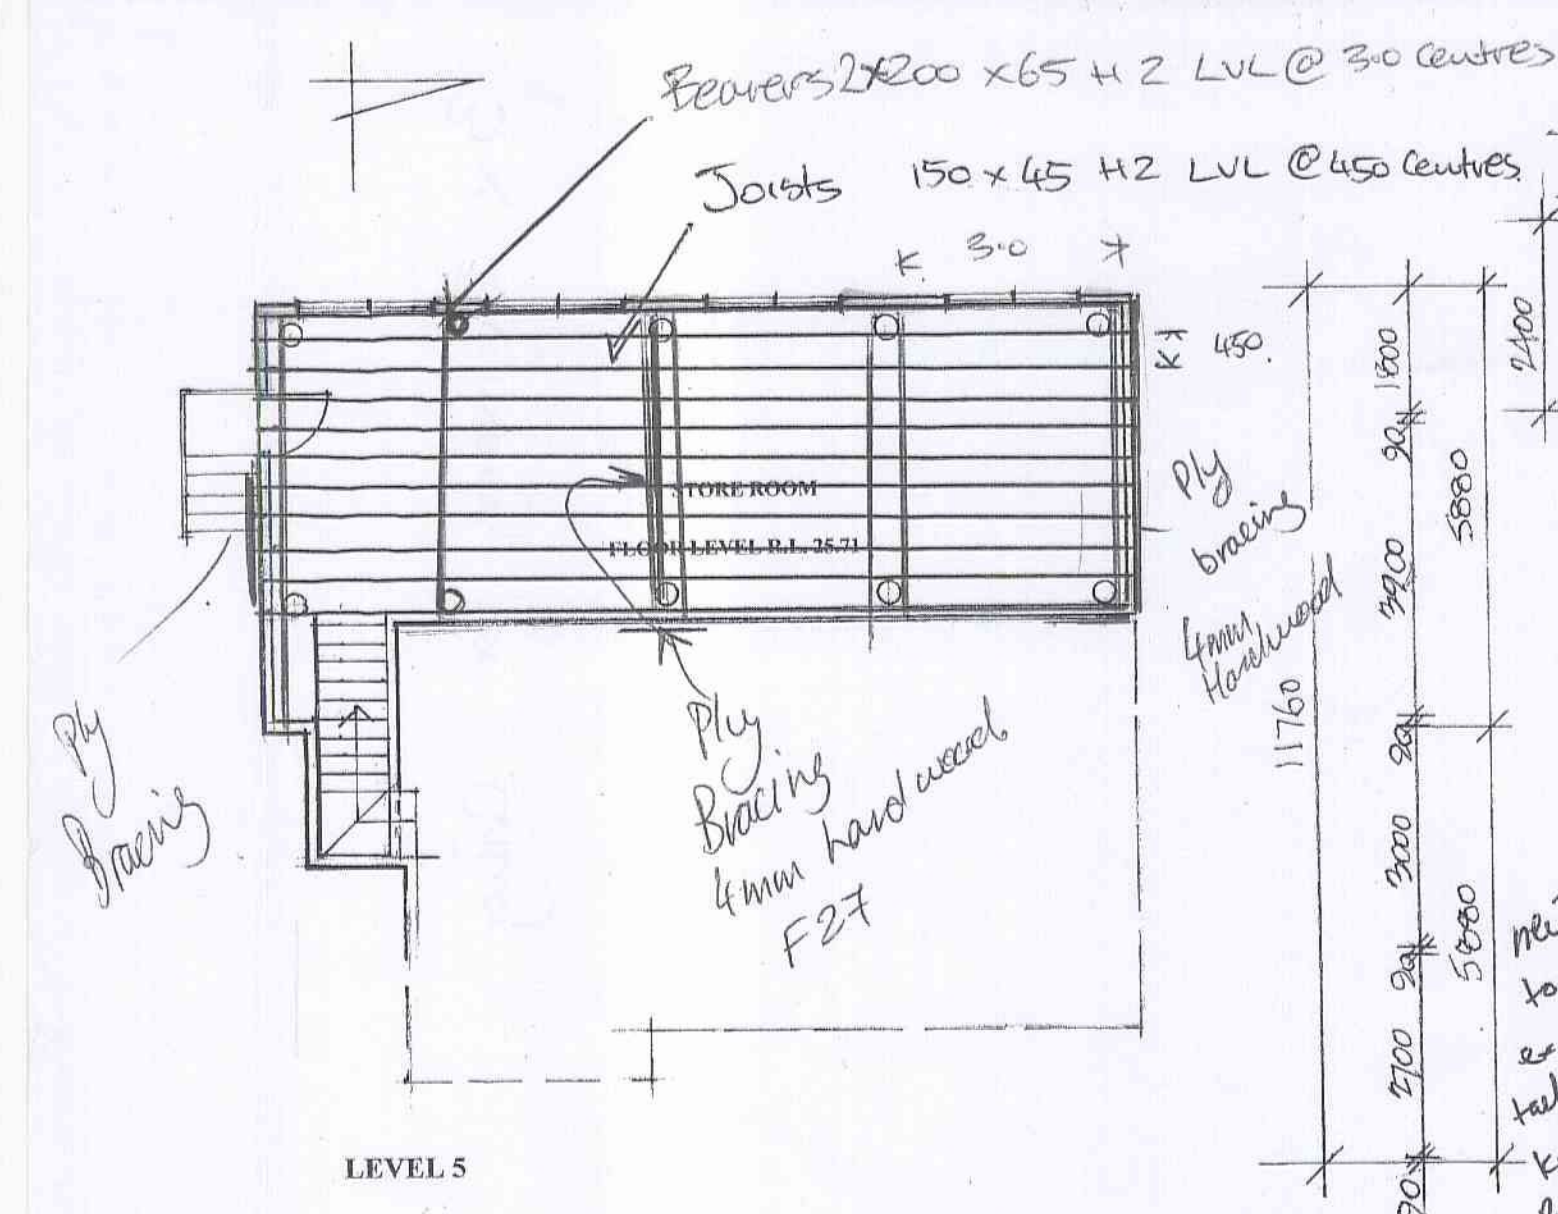 Bearers 2x200 x65 H2 LVL @ 3.0 Centres
Joists 150 x 45 H2 LVL @ 450 Centres
3.0
450
STORE ROOM
FLOOR LEVEL R.L. 25.71
Ply
bracing
4mm
Hardwood
Ply
Bracing
4mm hardwood
F27
Ply
Bracing
11760
1800
90
3900
90
3000
90
2700
90
5880
5880
2400
to
LEVEL 5